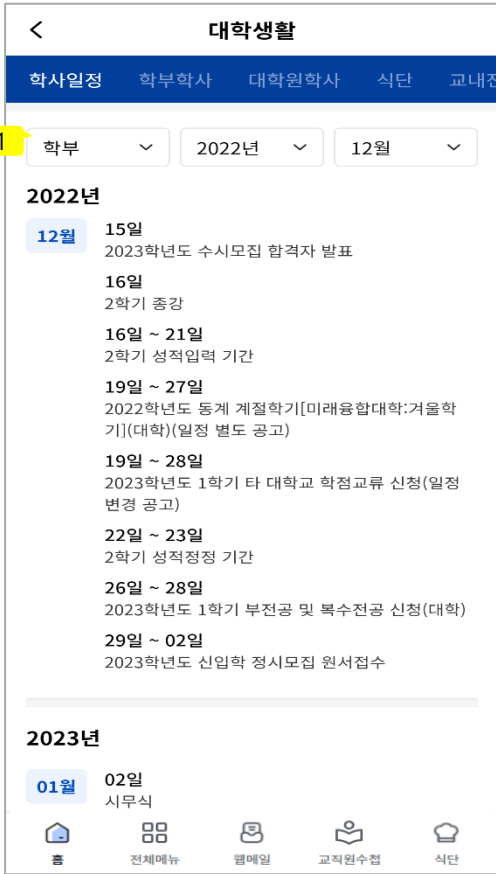 대학생활
학사일정 학부학사 대학원학사 식단 교내전
1
학부 2022년 12월
2022년
12월 15일
2023학년도 수시모집 합격자 발표
16일
2학기 종강
16일 ~ 21일
2학기 성적입력 기간
19일 ~ 27일
2022학년도 동계 계절학기[미래융합대학:겨울학
기](대학)(일정 별도 공고)
19일 ~ 28일
2023학년도 1학기 타 대학교 학점교류 신청(일정
변경 공고)
22일 ~ 23일
2학기 성적정정 기간
26일 ~ 28일
2023학년도 1학기 부전공 및 복수전공 신청(대학)
29일 ~ 02일
2023학년도 신입학 정시모집 원서접수
2023년
01월 02일
시무식
홈 전체메뉴 웹메일 교직원수첩 식단